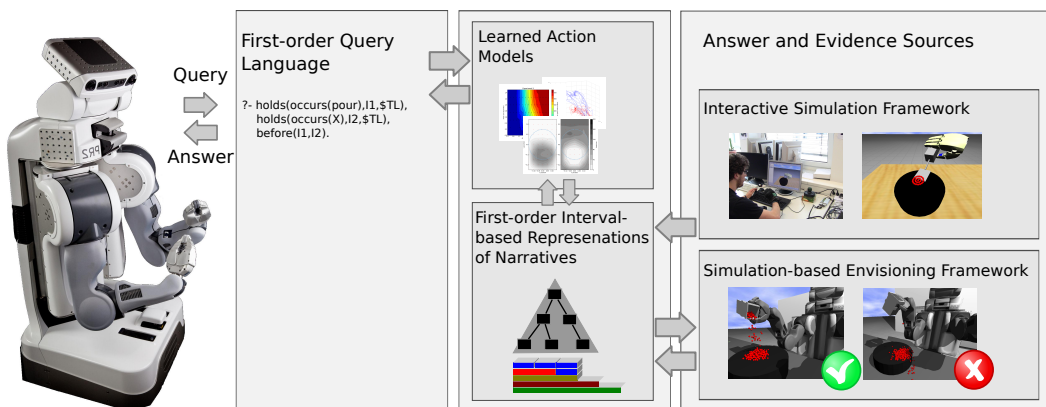 Query
Answer
PR2
First-order Query
Language
?- holds(occurs(pour),I1,$TL),
holds(occurs(X),I2,$TL),
before(I1,I2).
Learned Action
Models
First-order Interval-
based Represenations
of Narratives
Answer and Evidence Sources
Interactive Simulation Framework
Simulation-based Envisioning Framework